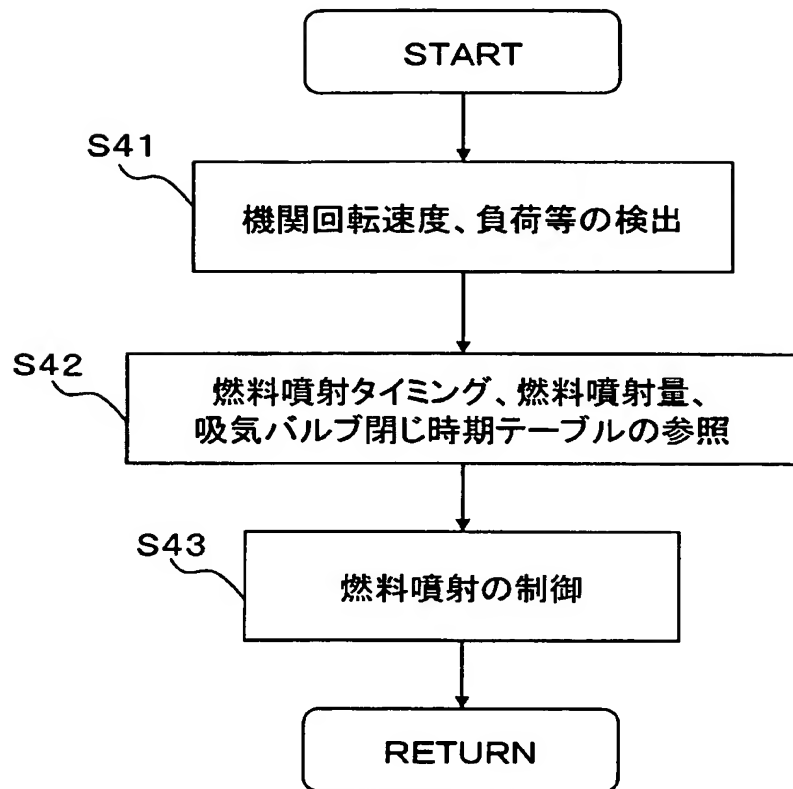 START
S41
機関回転速度、負荷等の検出
S42
燃料噴射タイミング、燃料噴射量、
吸気バルブ閉じ時期テーブルの参照
S43
燃料噴射の制御
RETURN